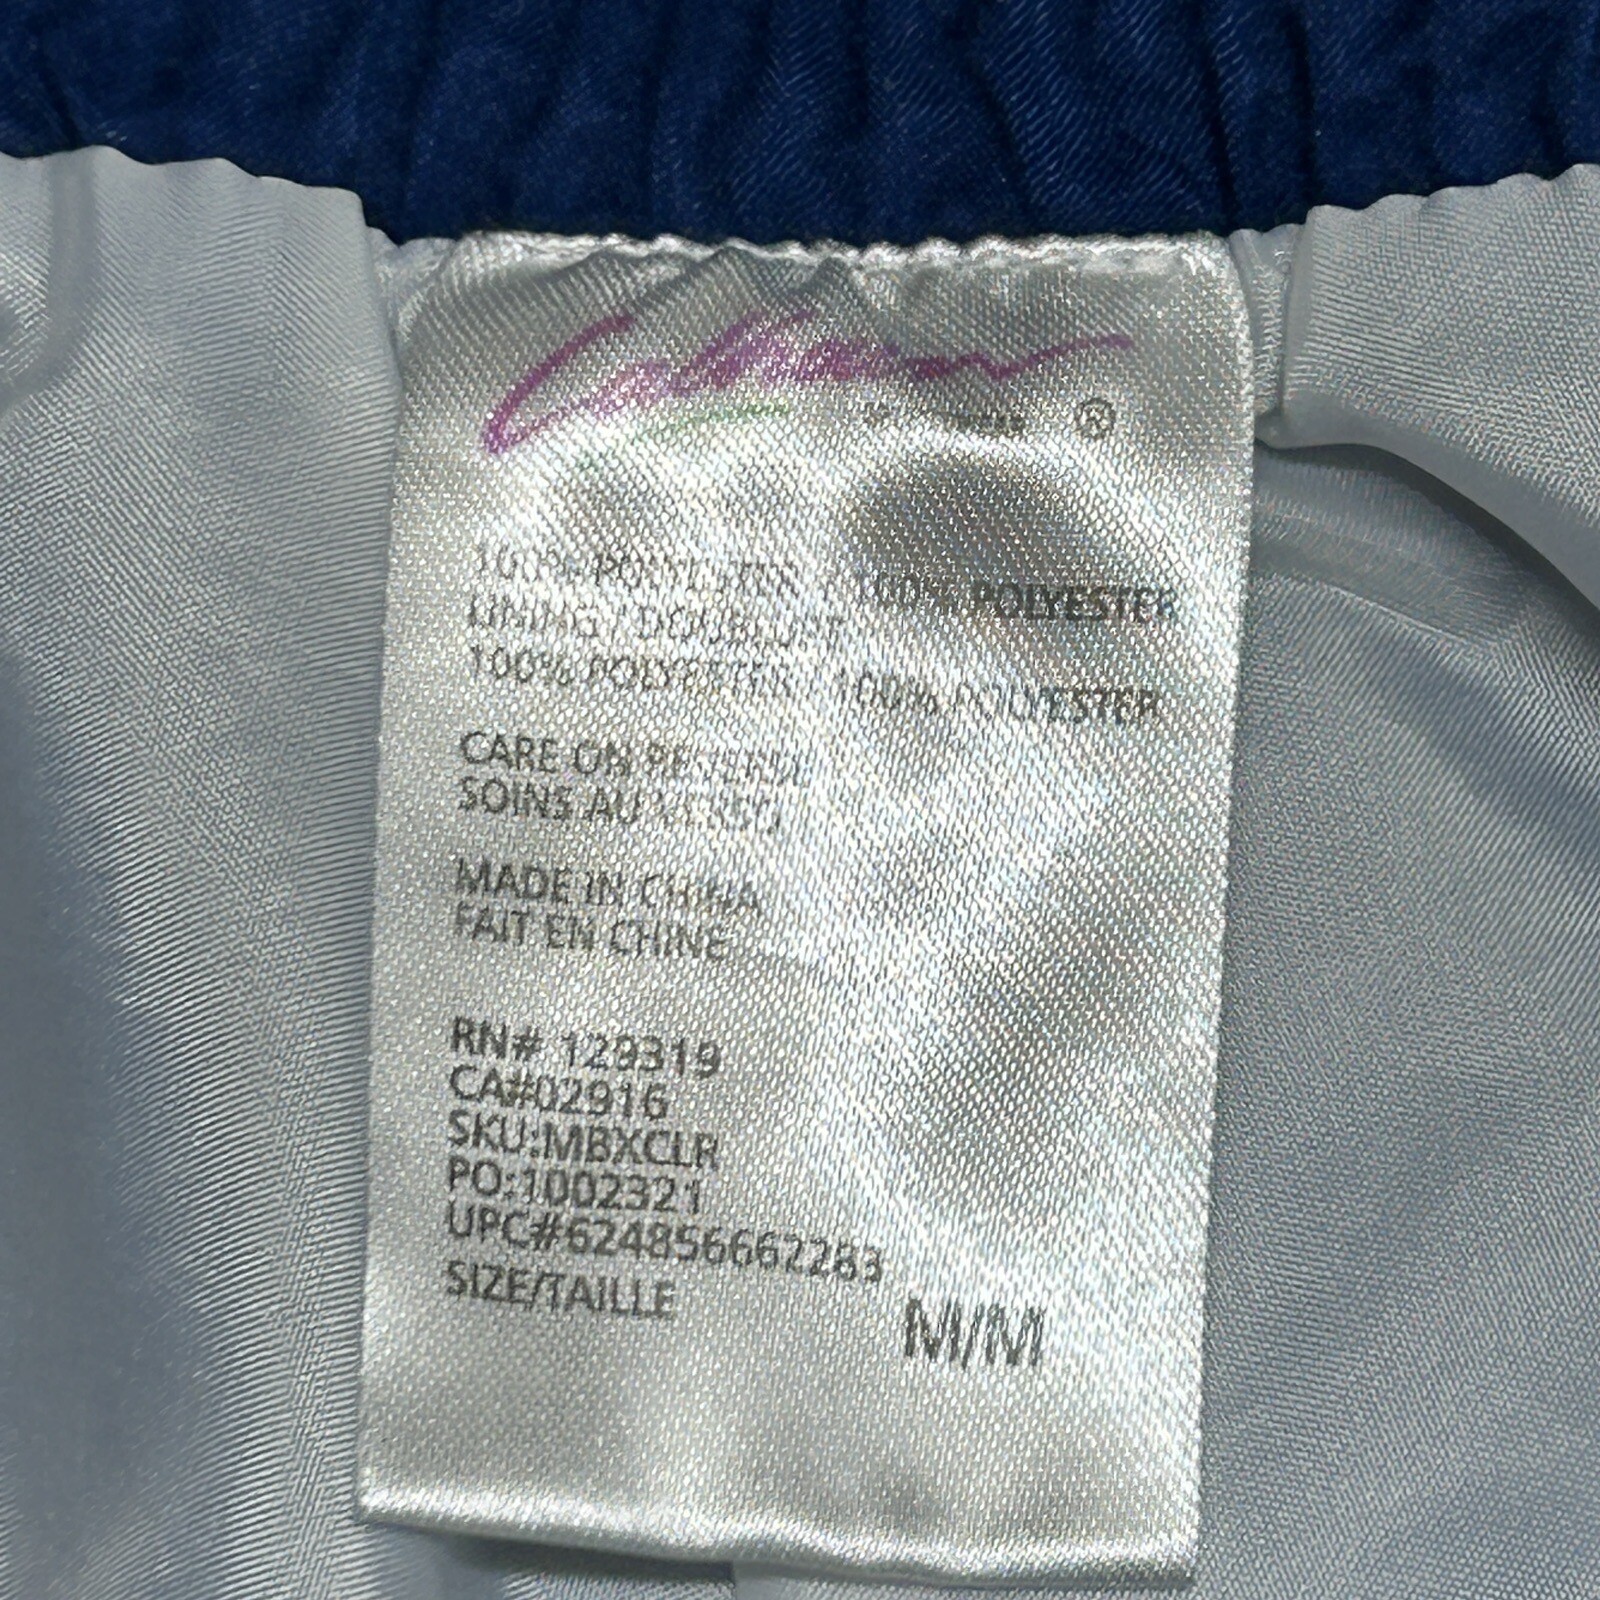 ®
100% POLYESTER / 100% POLYESTER
LINING / DOUBLURE
100% POLYESTER / 100% POLYESTER
CARE ON REVERSE
SOINS AU VERSO
MADE IN CHINA
FAIT EN CHINE
RN# 129319
CA#02916
SKU:MBXCLR
PO:1002321
UPC#624856662283
SIZE/TAILLE
M/M